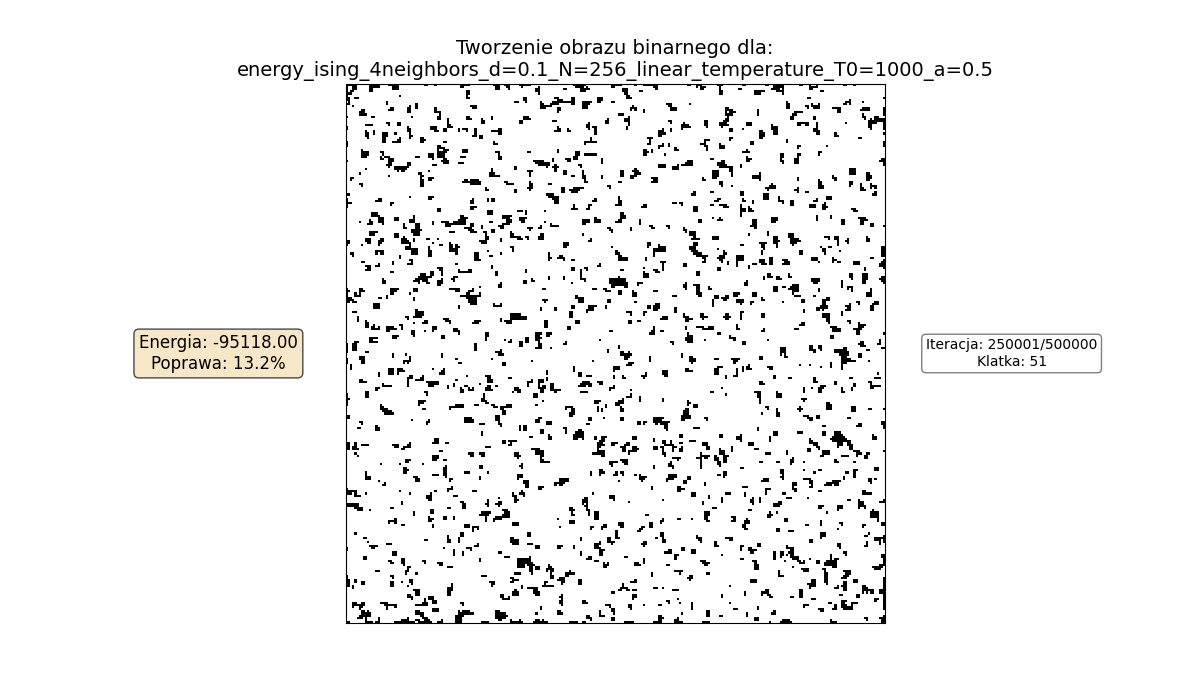 Tworzenie obrazu binarnego dla:
energy_ising_4neighbors_d=0.1_N=256_linear_temperature_T0=1000_a=0.5
Energia: -95118.00
Poprawa: 13.2%
Iteracja: 250001/500000
Klatka: 51